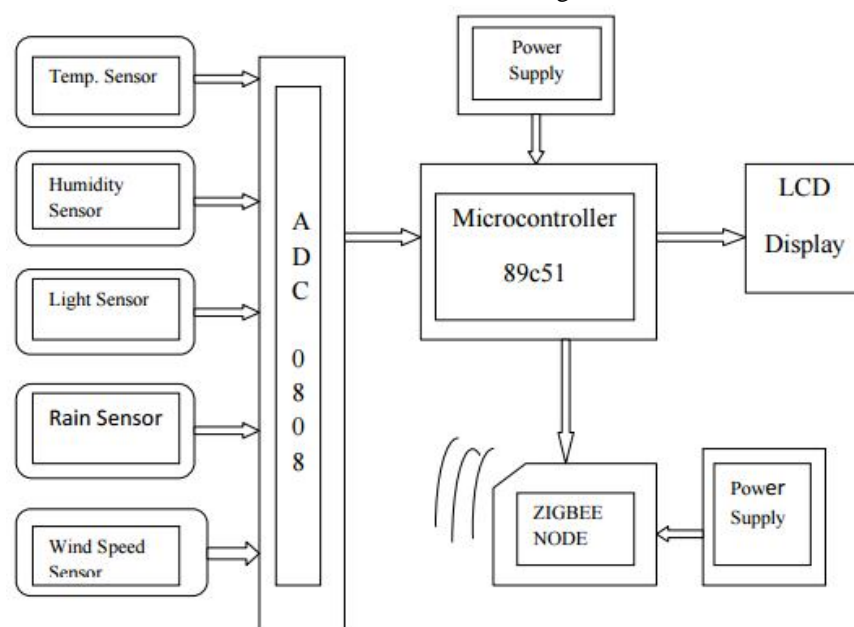 Temp. Sensor
Humidity
Sensor
Light Sensor
Rain Sensor
Wind Speed
Sensor
A
D
C
0
8
0
8
Power
Supply
Microcontroller
89c51
LCD
Display
ZIGBEE
NODE
Power
Supply